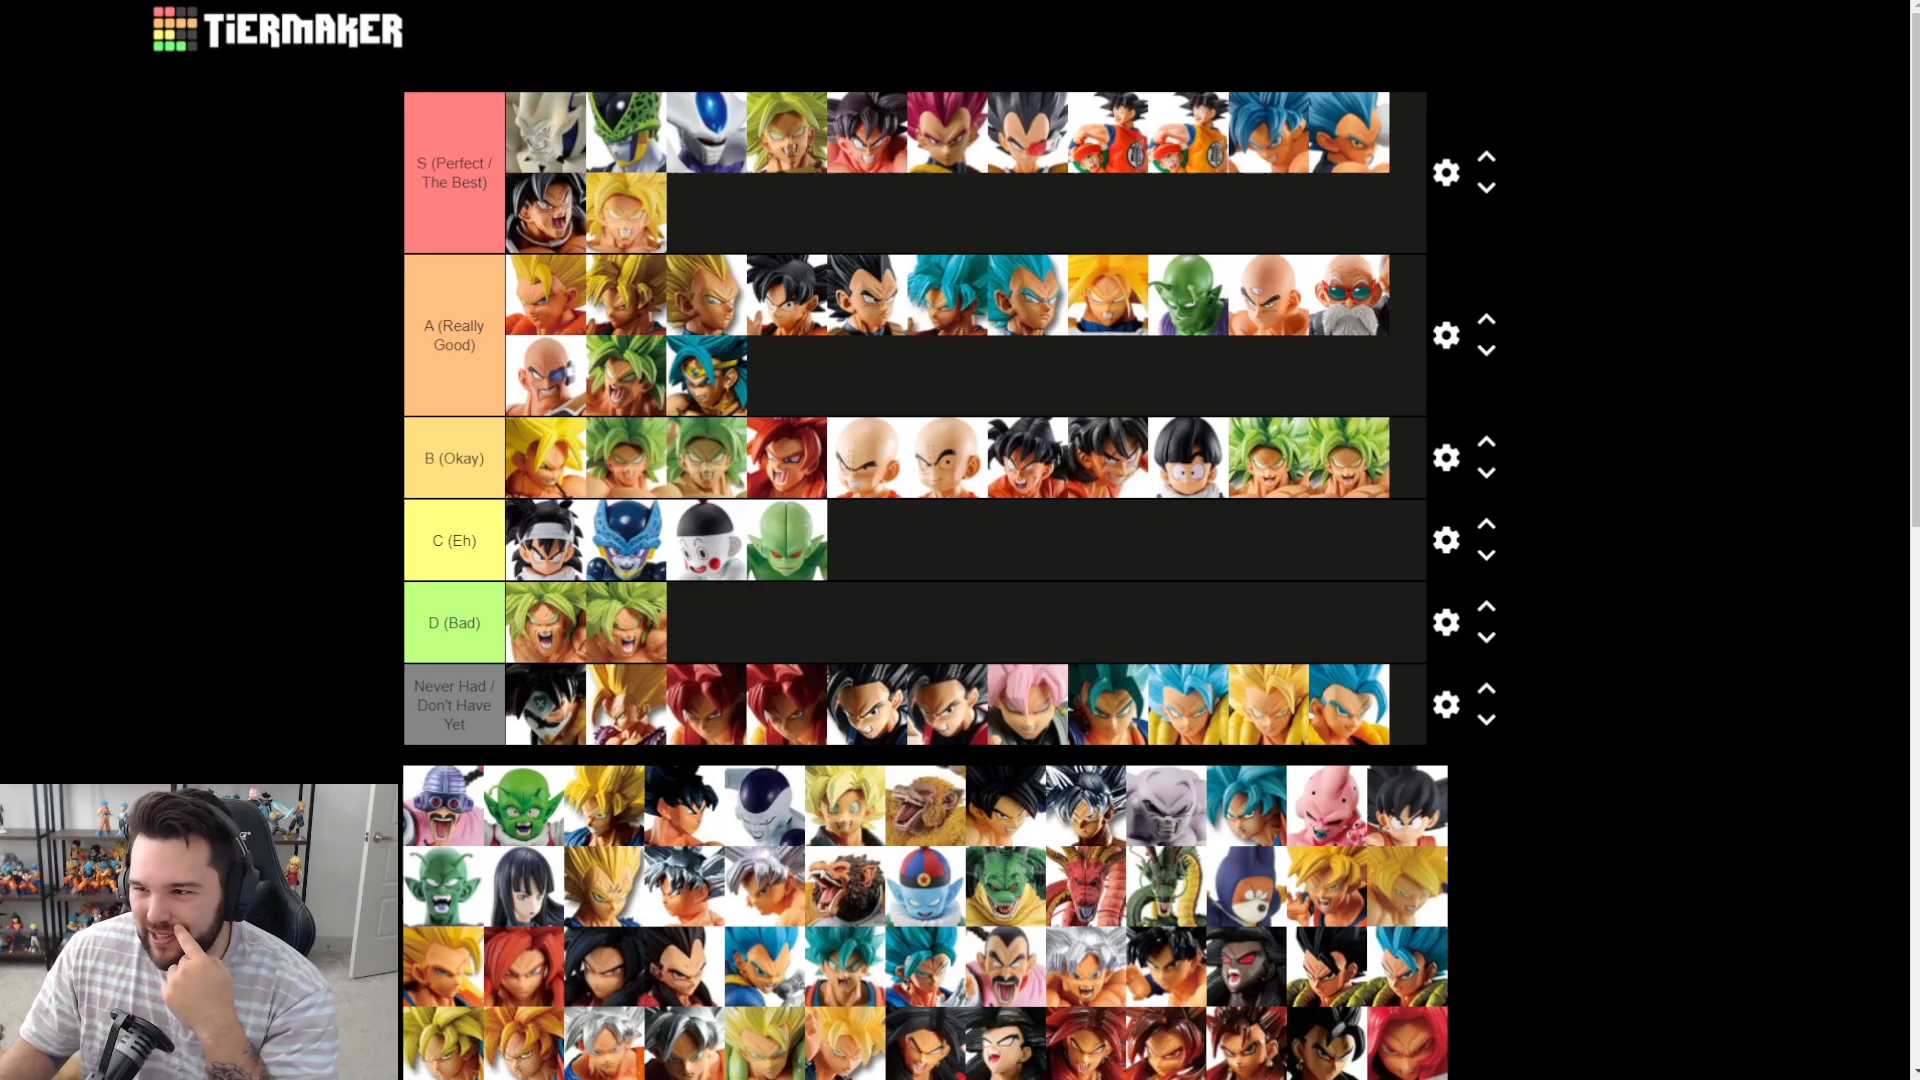 TIERMAKER
S (Perfect /
The Best)
A (Really
Good)
B (Okay)
C (Eh)
D (Bad)
Never Had /
Don't Have
Yet